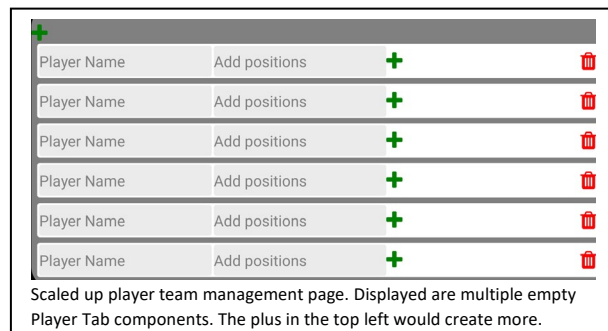 Player Name Add positions
Player Name Add positions
Player Name Add positions
Player Name Add positions
Player Name Add positions
Player Name Add positions
Scaled up player team management page. Displayed are multiple empty
Player Tab components. The plus in the top left would create more.